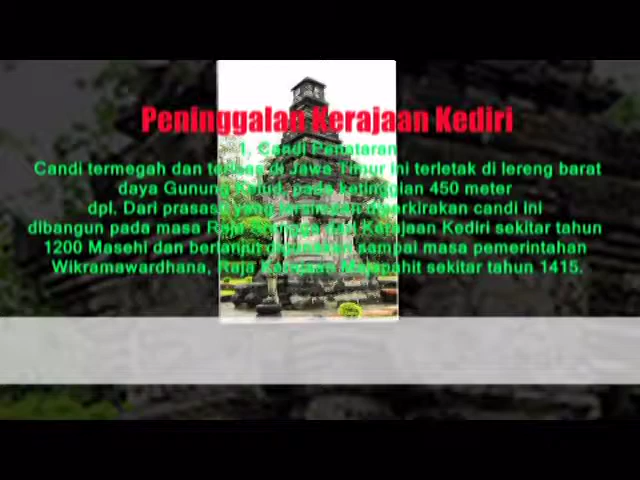 Peninggalan Kerajaan Kediri
1. Candi Panataran
Candi termegah dan terluas di Jawa Timur ini terletak di lereng barat
daya Gunung Kelud, pada ketinggian 450 meter
dpl. Dari prasasti yang tersimpan diperkirakan candi ini
dibangun pada masa Raja Srengga dari Kerajaan Kediri sekitar tahun
1200 Masehi dan berlanjut digunakan sampai masa pemerintahan
Wikramawardhana, Raja Kerajaan Majapahit sekitar tahun 1415.